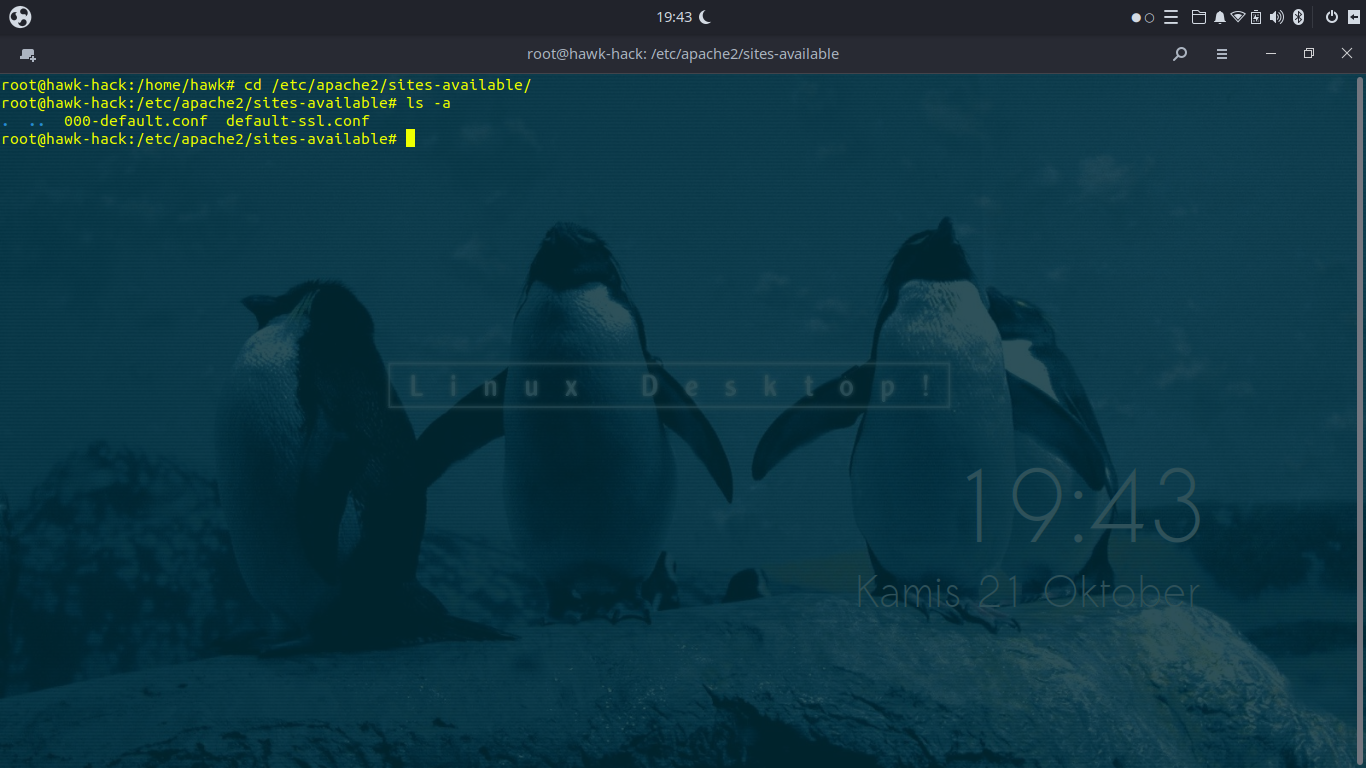 19:43
root@hawk-hack: /etc/apache2/sites-available
root@hawk-hack:/home/hawk# cd /etc/apache2/sites-available/
root@hawk-hack:/etc/apache2/sites-available# ls -a
.  ..  000-default.conf  default-ssl.conf
root@hawk-hack:/etc/apache2/sites-available#
Linux Desktop!
19:43
Kamis 21 Oktober